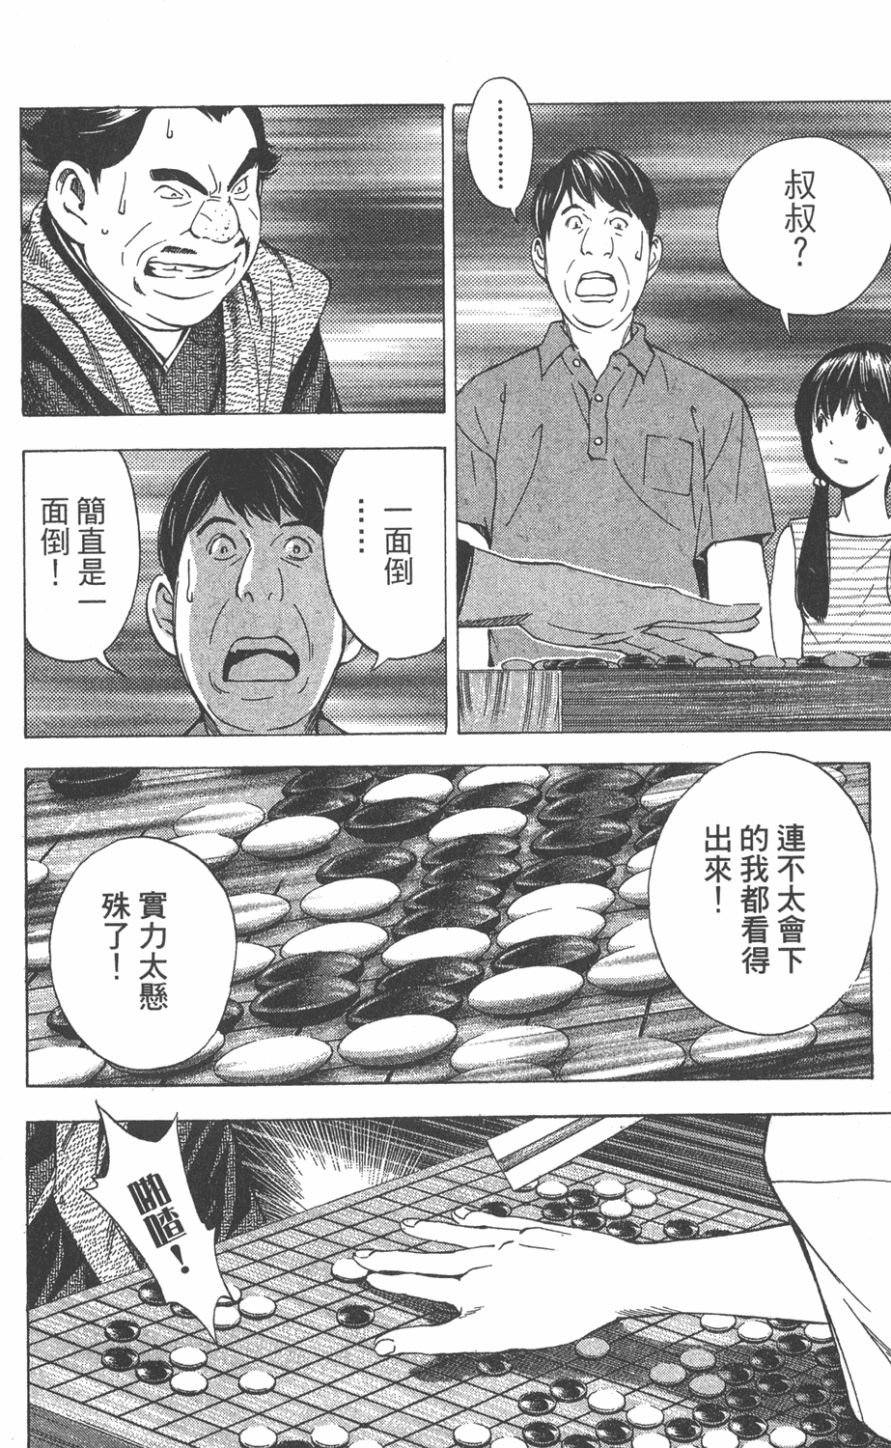 叔叔？
………
一面倒
……
簡直是一
面倒！
連不太會下
的我都看得
出來！
實力太懸
殊了！
啪喳！